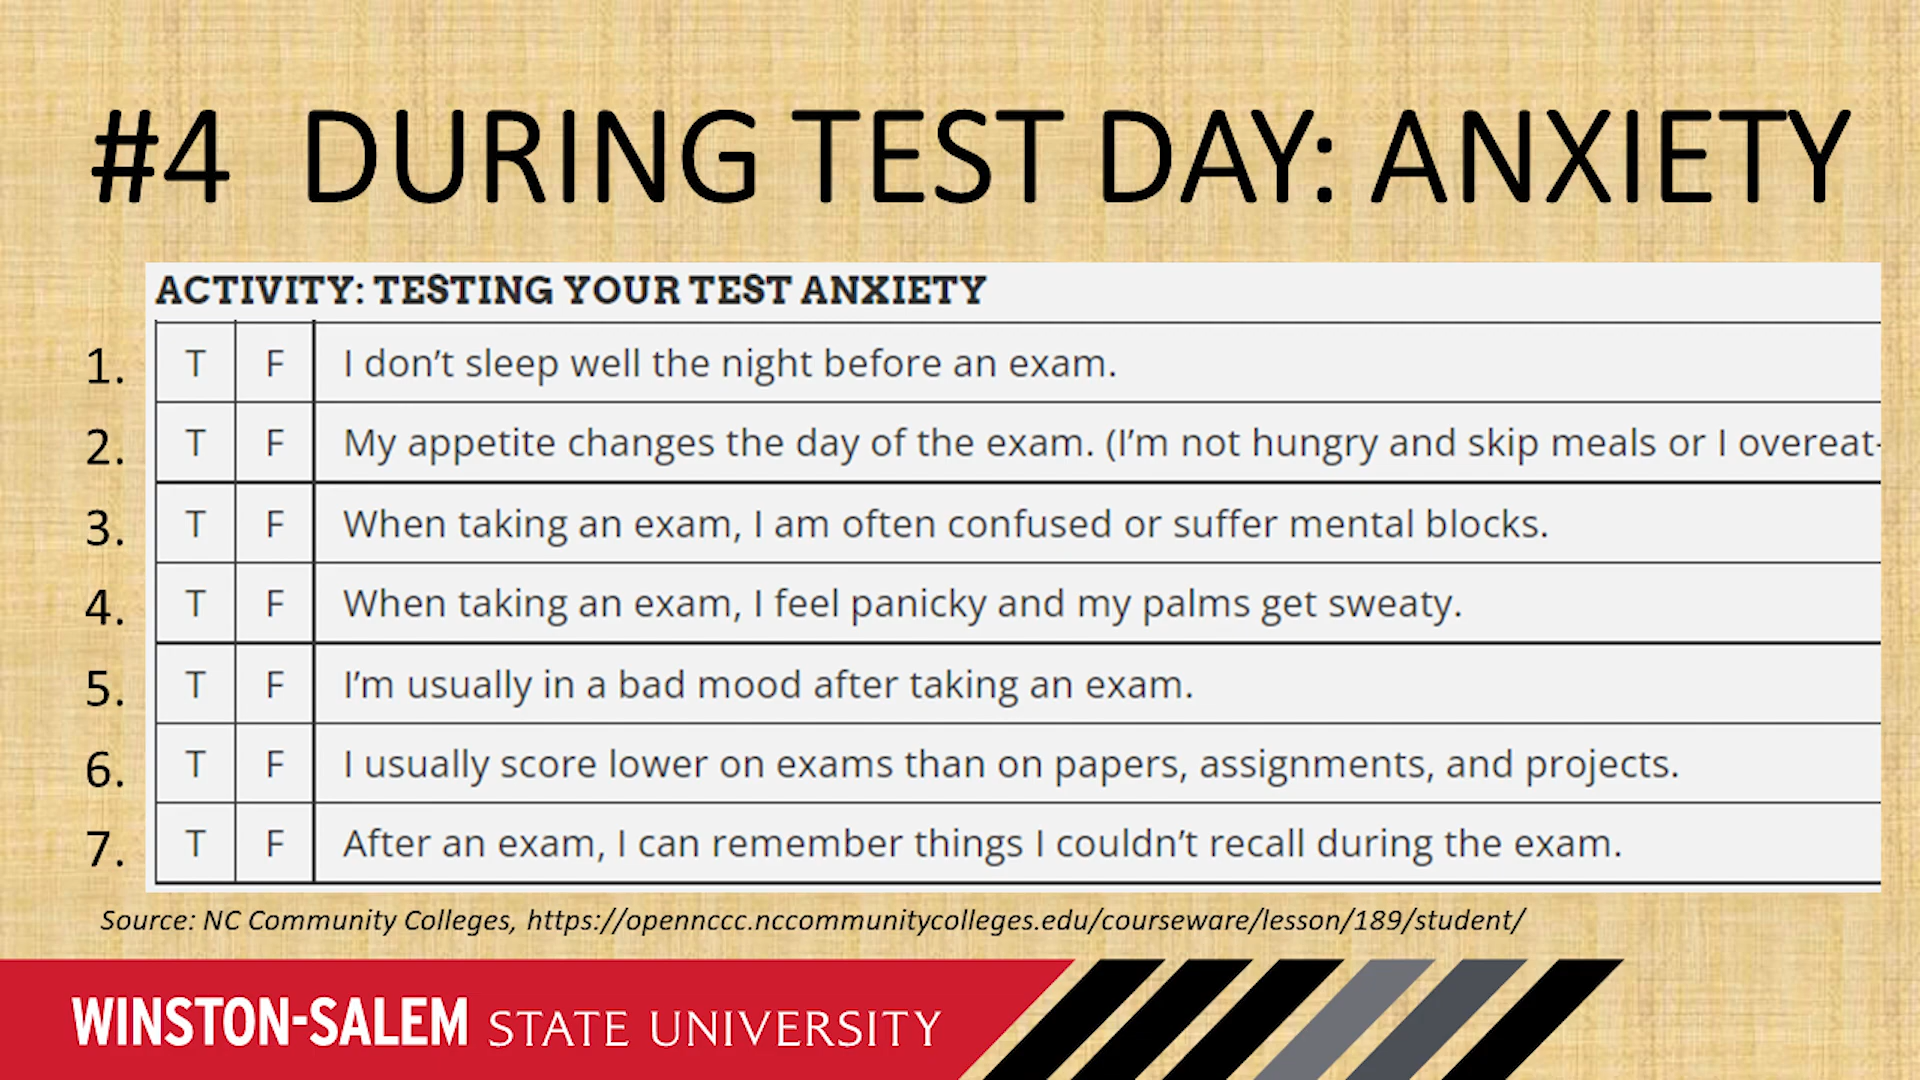 #4 DURING TEST DAY: ANXIETY
ACTIVITY: TESTING YOUR TEST ANXIETY
1. T F I don’t sleep well the night before an exam.
2. T F My appetite changes the day of the exam. (I’m not hungry and skip meals or I overeat-
3. T F When taking an exam, I am often confused or suffer mental blocks.
4. T F When taking an exam, I feel panicky and my palms get sweaty.
5. T F I’m usually in a bad mood after taking an exam.
6. T F I usually score lower on exams than on papers, assignments, and projects.
7. T F After an exam, I can remember things I couldn’t recall during the exam.
Source: NC Community Colleges, https://opennccc.nccommunitycolleges.edu/courseware/lesson/189/student/
WINSTON-SALEM STATE UNIVERSITY